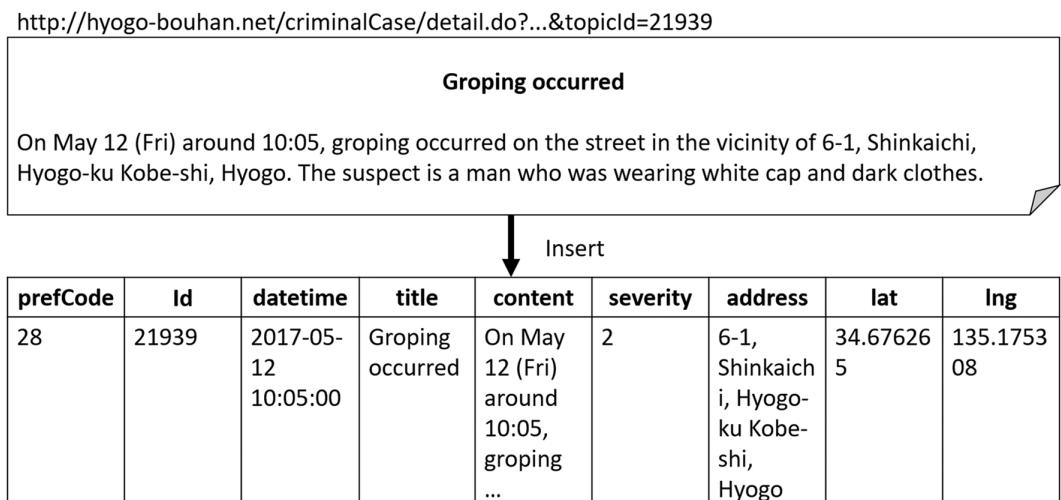 http://hyogo-bouhan.net/criminalCase/detail.do?...&topicId=21939
Groping occurred
On May 12 (Fri) around 10:05, groping occurred on the street in the vicinity of 6-1, Shinkaichi,
Hyogo-ku Kobe-shi, Hyogo. The suspect is a man who was wearing white cap and dark clothes.
Insert
prefCode Id datetime title content severity address lat lng
28 21939 2017-05- Groping On May 2 6-1, 34.67626 135.1753
12 occurred 12 (Fri) Shinkaich 5 08
10:05:00 around i, Hyogo-
10:05, ku Kobe-
groping shi,
... Hyogo